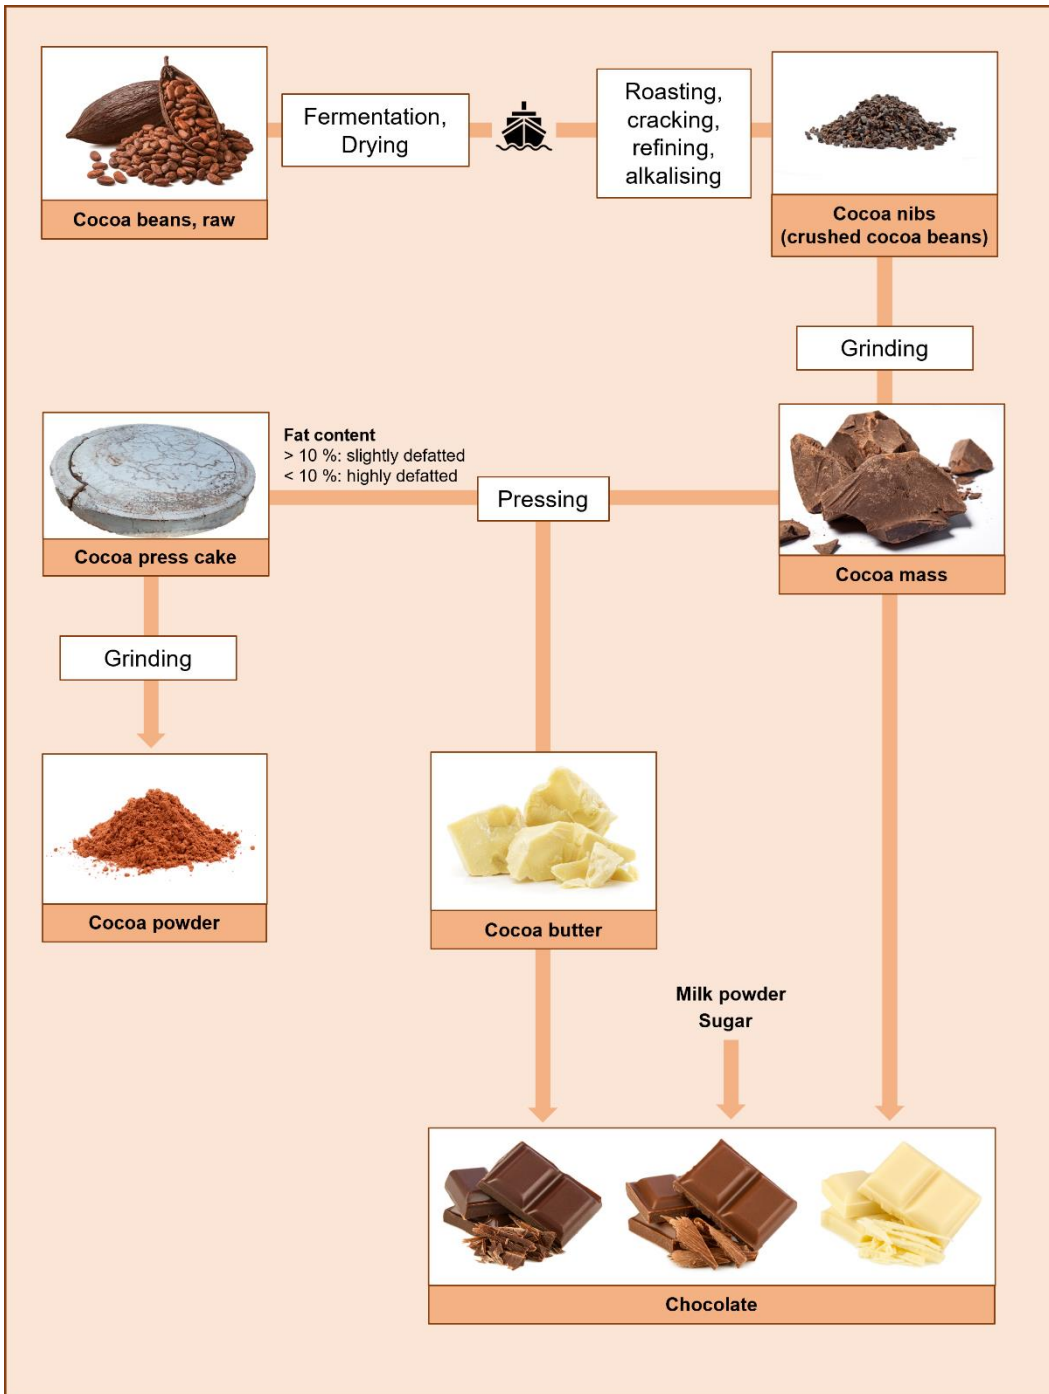 Fermentation,
Drying
Roasting,
cracking,
refining,
alkalising
Cocoa beans, raw
Cocoa nibs
(crushed cocoa beans)
Grinding
Fat content
> 10 %: slightly defatted
< 10 %: highly defatted
Pressing
Cocoa press cake
Cocoa mass
Grinding
Cocoa powder
Cocoa butter
Milk powder
Sugar
Chocolate